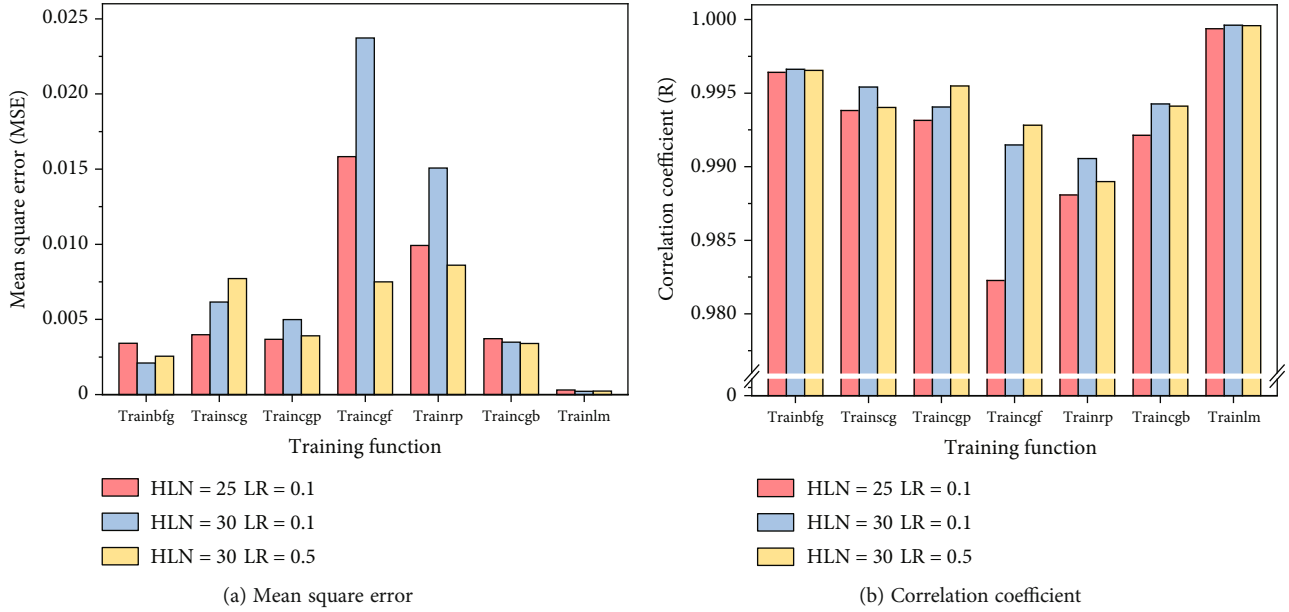 Mean square error (MSE)
0.025
0.020
0.015
0.010
0.005
0
Trainbfg Trainscg Traincgp Traincgf Trainrp Traincgb Trainlm
Training function
HLN = 25 LR = 0.1
HLN = 30 LR = 0.1
HLN = 30 LR = 0.5
(a) Mean square error
Correlation coefficient (R)
1.000
0.995
0.990
0.985
0.980
0
Trainbfg Trainscg Traincgp Traincgf Trainrp Traincgb Trainlm
Training function
HLN = 25 LR = 0.1
HLN = 30 LR = 0.1
HLN = 30 LR = 0.5
(b) Correlation coefficient